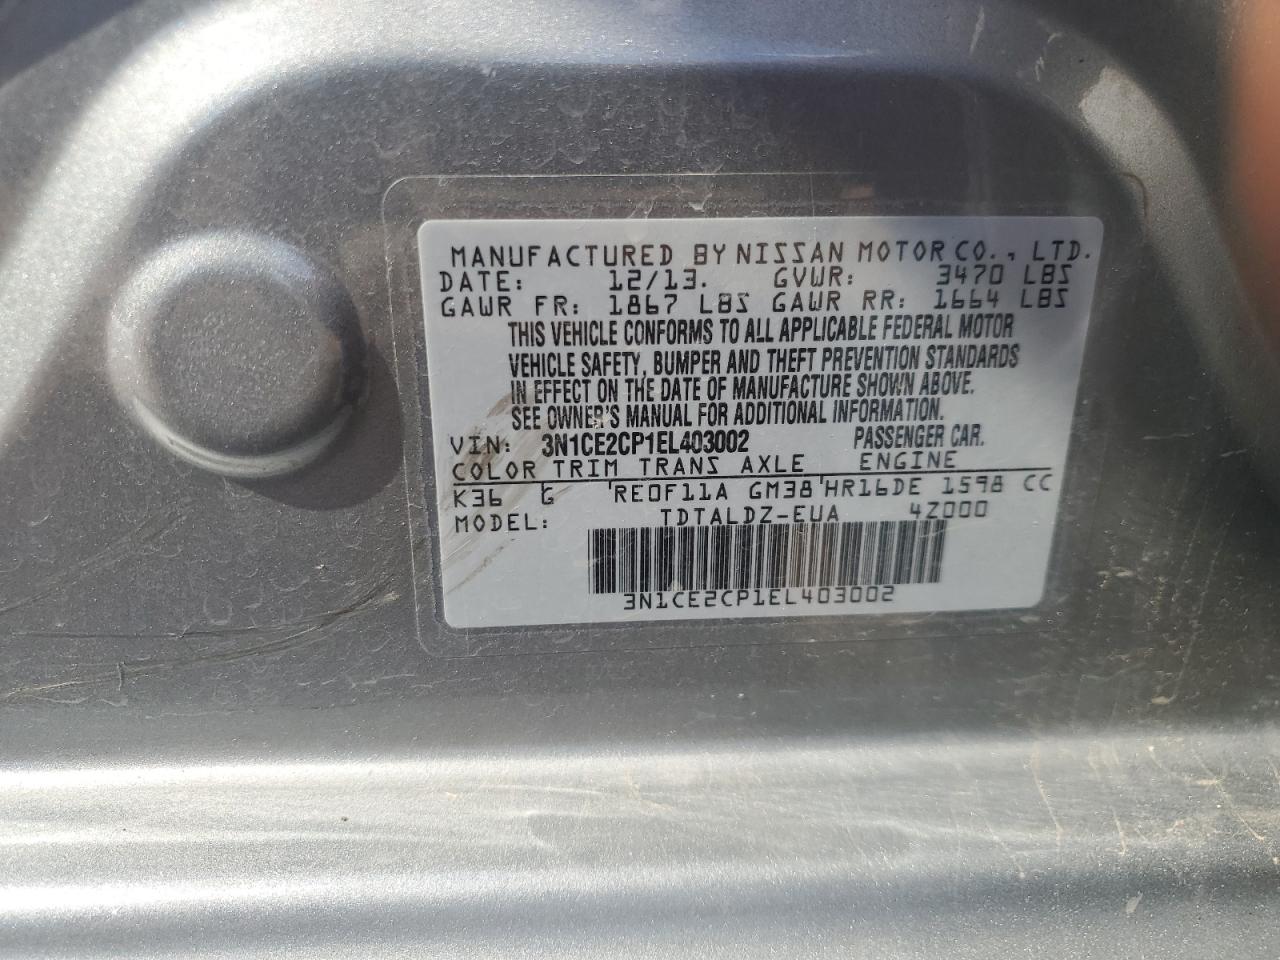 MANUFACTURED BY NISSAN MOTOR CO., LTD.
DATE: 12/13. GVWR: 3470 LBS
GAWR FR: 1867 LBS GAWR RR: 1664 LBS
THIS VEHICLE CONFORMS TO ALL APPLICABLE FEDERAL MOTOR
VEHICLE SAFETY, BUMPER AND THEFT PREVENTION STANDARDS
IN EFFECT ON THE DATE OF MANUFACTURE SHOWN ABOVE.
SEE OWNER'S MANUAL FOR ADDITIONAL INFORMATION.
VIN: 3N1CE2CP1EL403002 PASSENGER CAR.
COLOR TRIM TRANS AXLE ENGINE
K36 G RE0F11A GM38 HR16DE 1598 CC
MODEL: TDTALDZ-EUA 4Z000
3N1CE2CP1EL403002